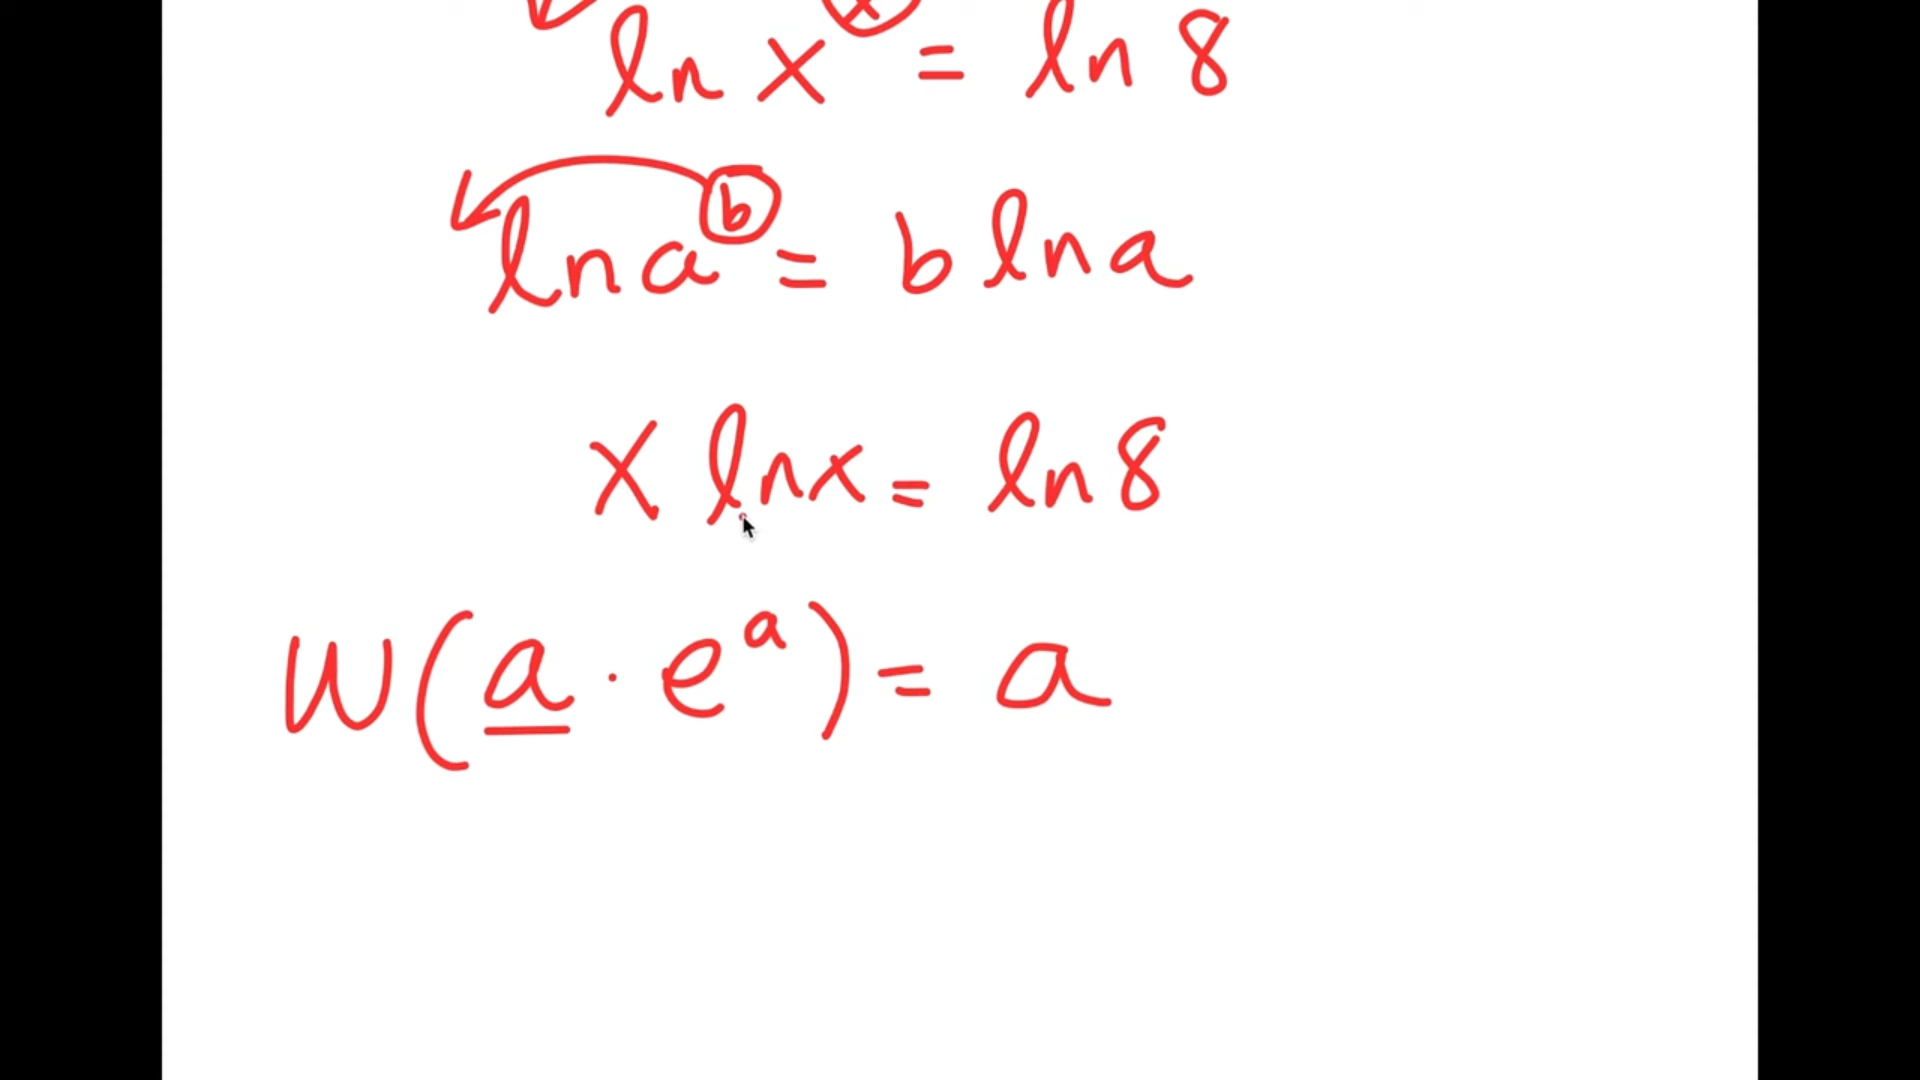 ln x^x = ln 8
ln a^b = b ln a
x ln x = ln 8
W(a · e^a) = a